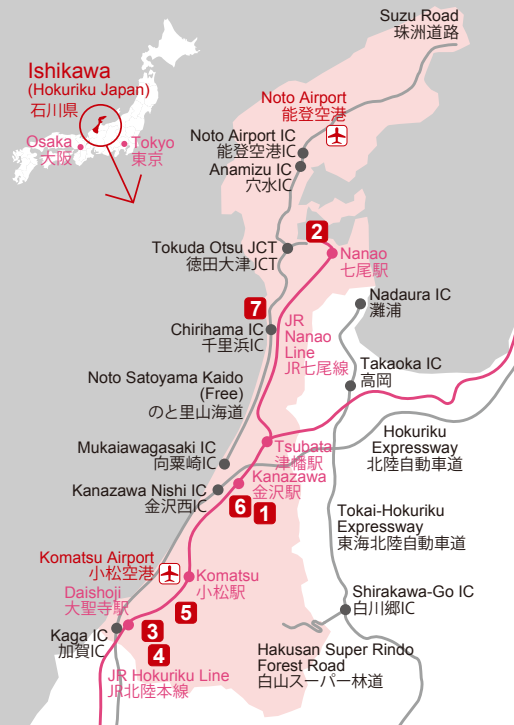 Suzu Road
珠洲道路
Ishikawa
(Hokuriku Japan)
石川県
Osaka
大阪
Tokyo
東京
Noto Airport
能登空港
Noto Airport IC
能登空港IC
Anamizu IC
穴水IC
2
Tokuda Otsu JCT
徳田大津JCT
Nanao
七尾駅
7
Nadaura IC
灘浦
Chirihama IC
千里浜IC
JR
Nanao
Line
JR七尾線
Takaoka IC
高岡
Noto Satoyama Kaido
(Free)
のと里山海道
Mukaiawagasaki IC
向粟崎IC
Tsubata
津幡駅
Hokuriku
Expressway
北陸自動車道
Kanazawa Nishi IC
金沢西IC
Kanazawa
金沢駅
6
1
Tokai-Hokuriku
Expressway
東海北陸自動車道
Komatsu Airport
小松空港
Komatsu
小松駅
Daishoji
大聖寺駅
5
Shirakawa-Go IC
白川郷IC
Kaga IC
加賀IC
3
4
Hakusan Super Rindo
Forest Road
白山スーパー林道
JR Hokuriku Line
JR北陸本線